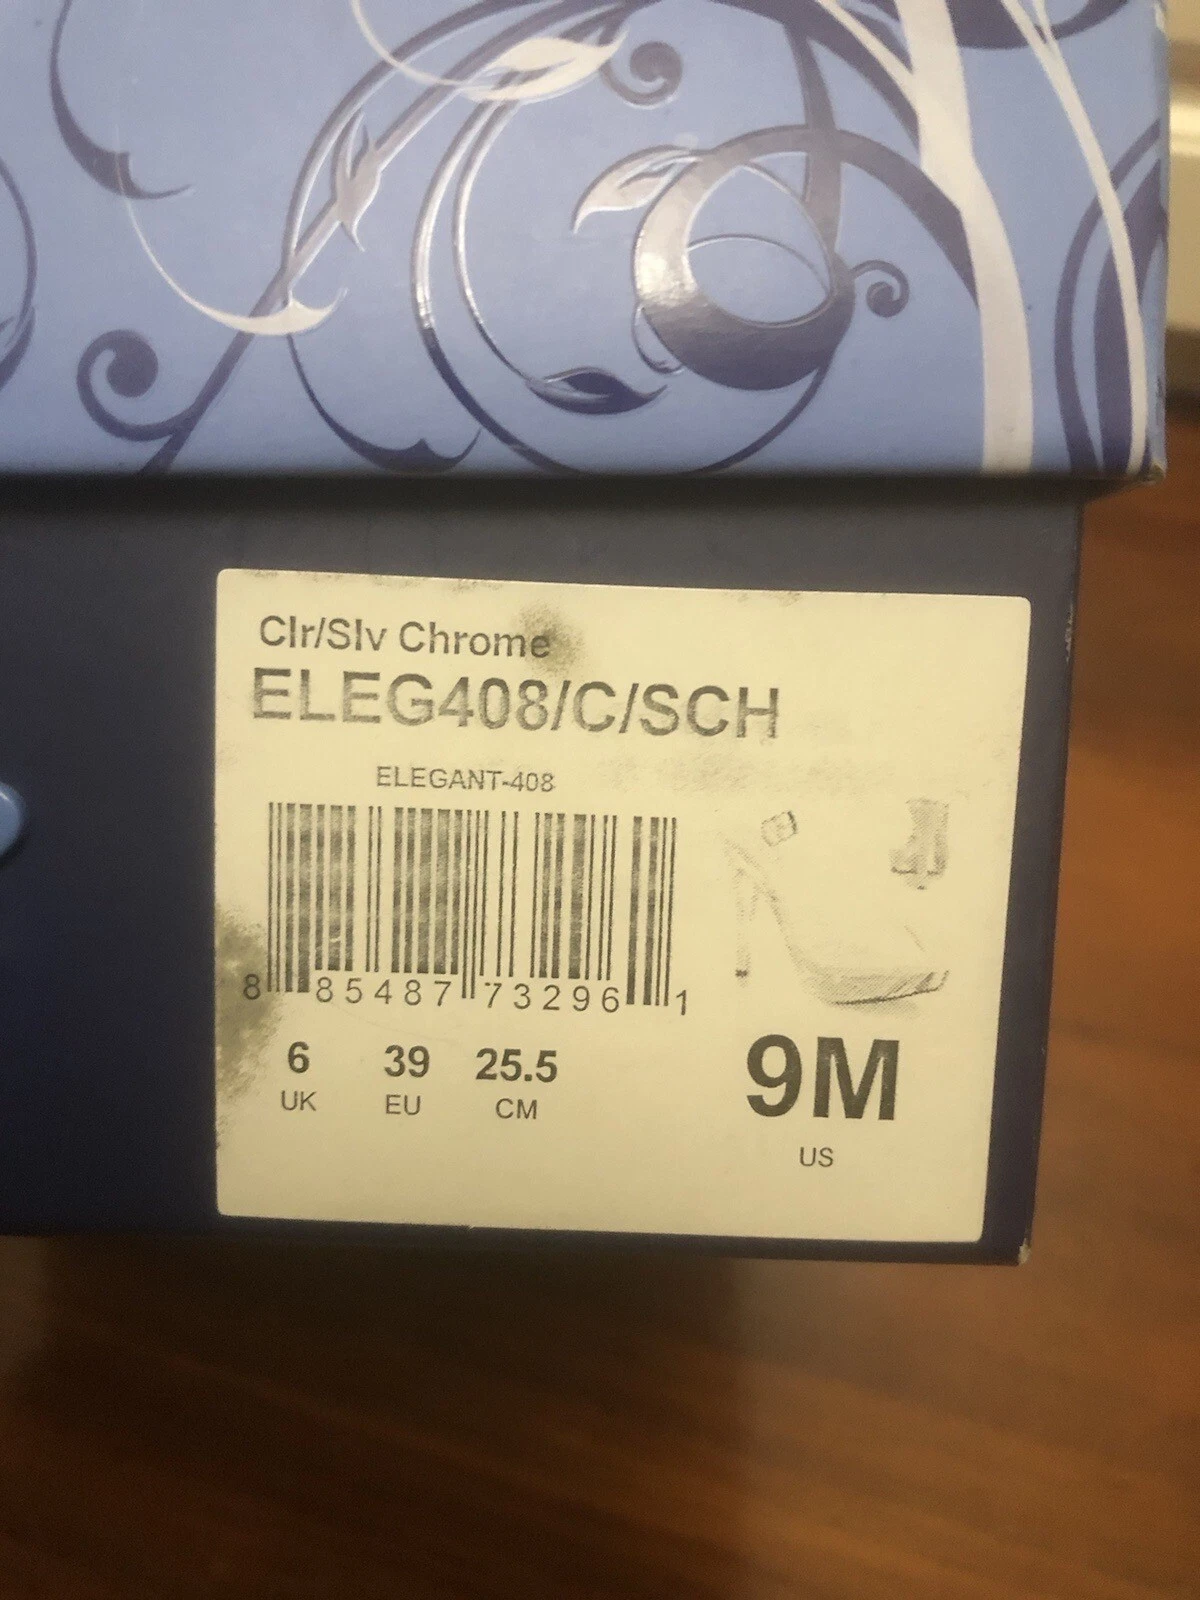 Clr/Slv Chrome
ELEG408/C/SCH
ELEGANT-408
8 85487 73296 1
6 39 25.5
UK EU CM
9M
US